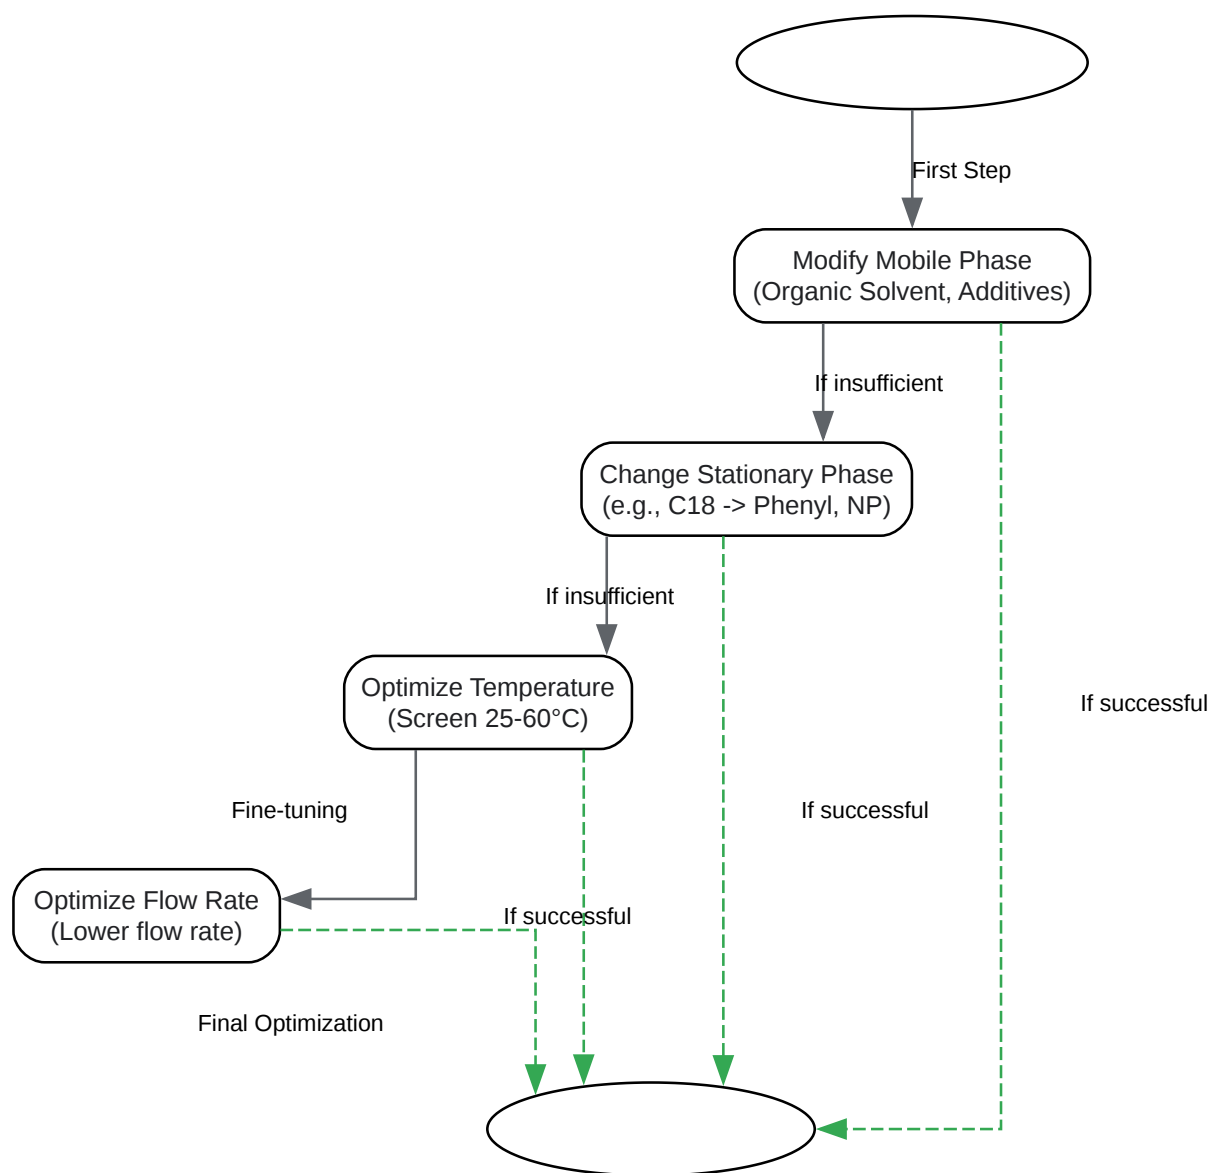 First Step
Modify Mobile Phase
(Organic Solvent, Additives)
If insufficient
Change Stationary Phase
(e.g., C18 -> Phenyl, NP)
If insufficient
Optimize Temperature
(Screen 25-60°C)
If successful
Fine-tuning
If successful
Optimize Flow Rate
(Lower flow rate)
If successful
Final Optimization